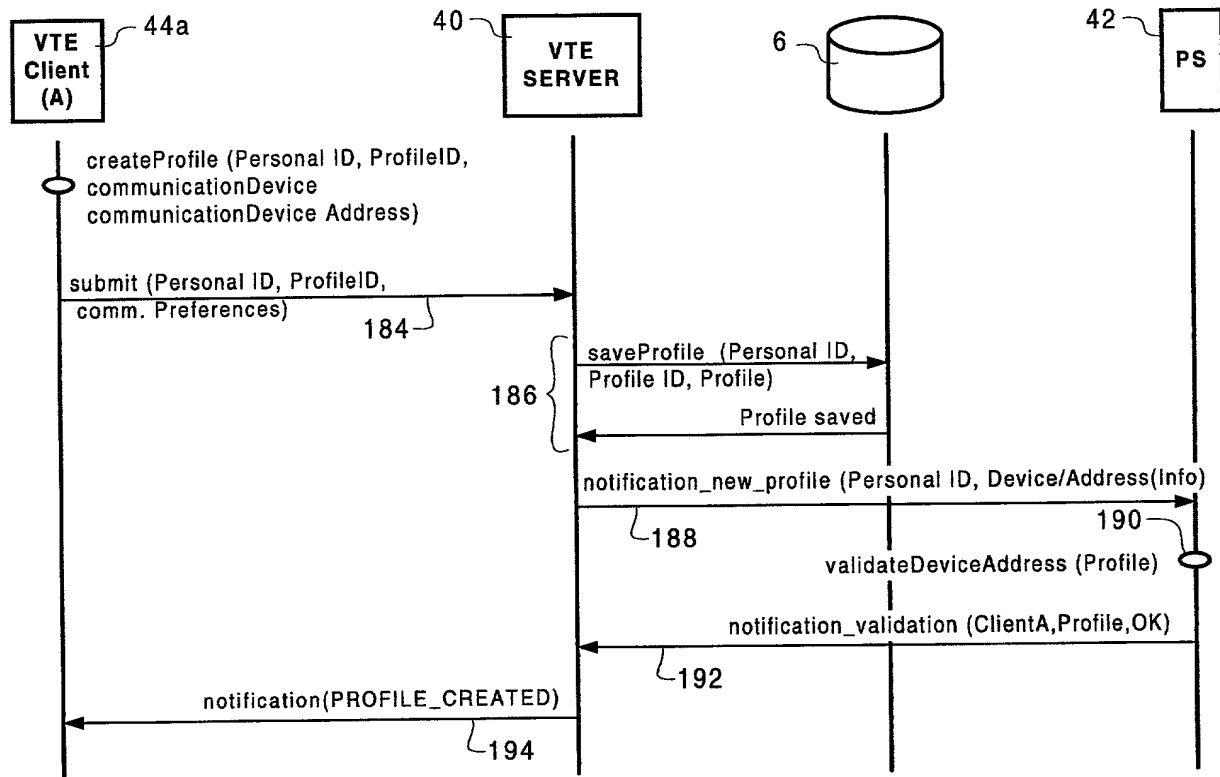 VTE
Client
(A)
44a
40
VTE
SERVER
6
42
PS
createProfile (Personal ID, ProfileID,
communicationDevice
communicationDevice Address)
submit (Personal ID, ProfileID,
comm. Preferences)
184
186
saveProfile (Personal ID,
Profile ID, Profile)
Profile saved
notification_new_profile (Personal ID, Device/Address(Info)
188
190
validateDeviceAddress (Profile)
notification_validation (ClientA,Profile,OK)
192
notification(PROFILE_CREATED)
194